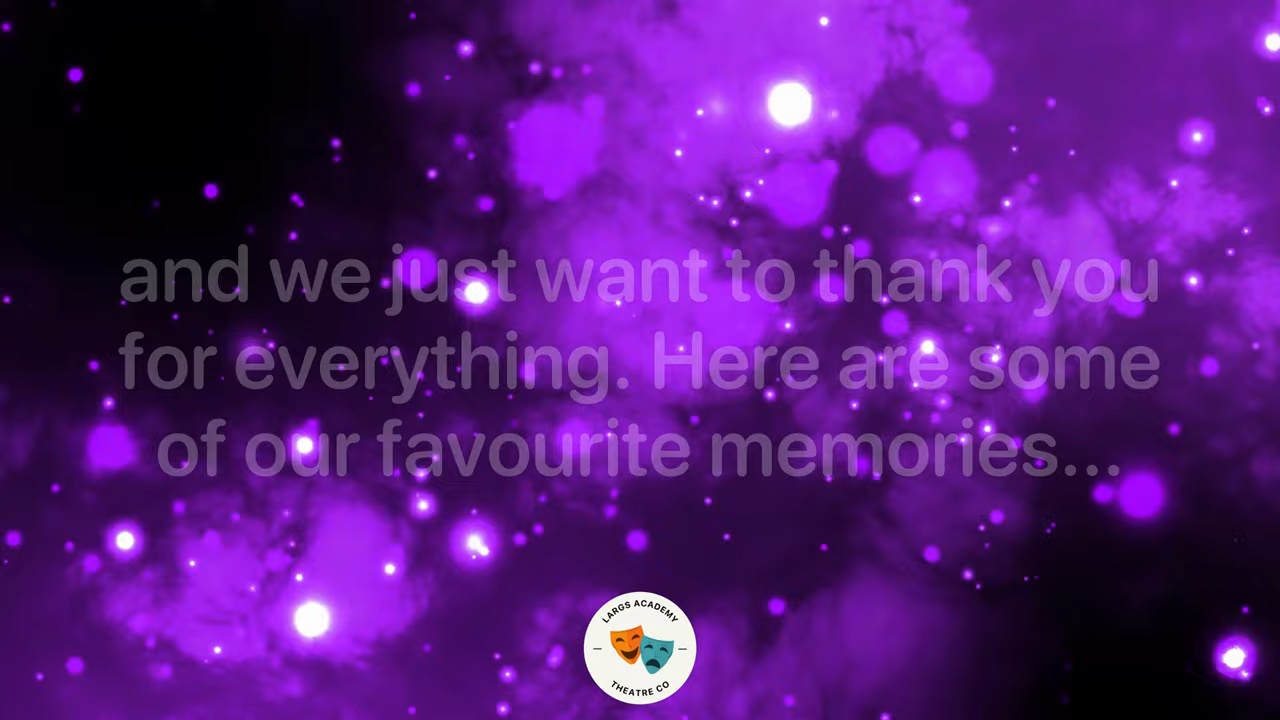 and we just want to thank you
for everything. Here are some
of our favourite memories...
LARGS ACADEMY
THEATRE CO